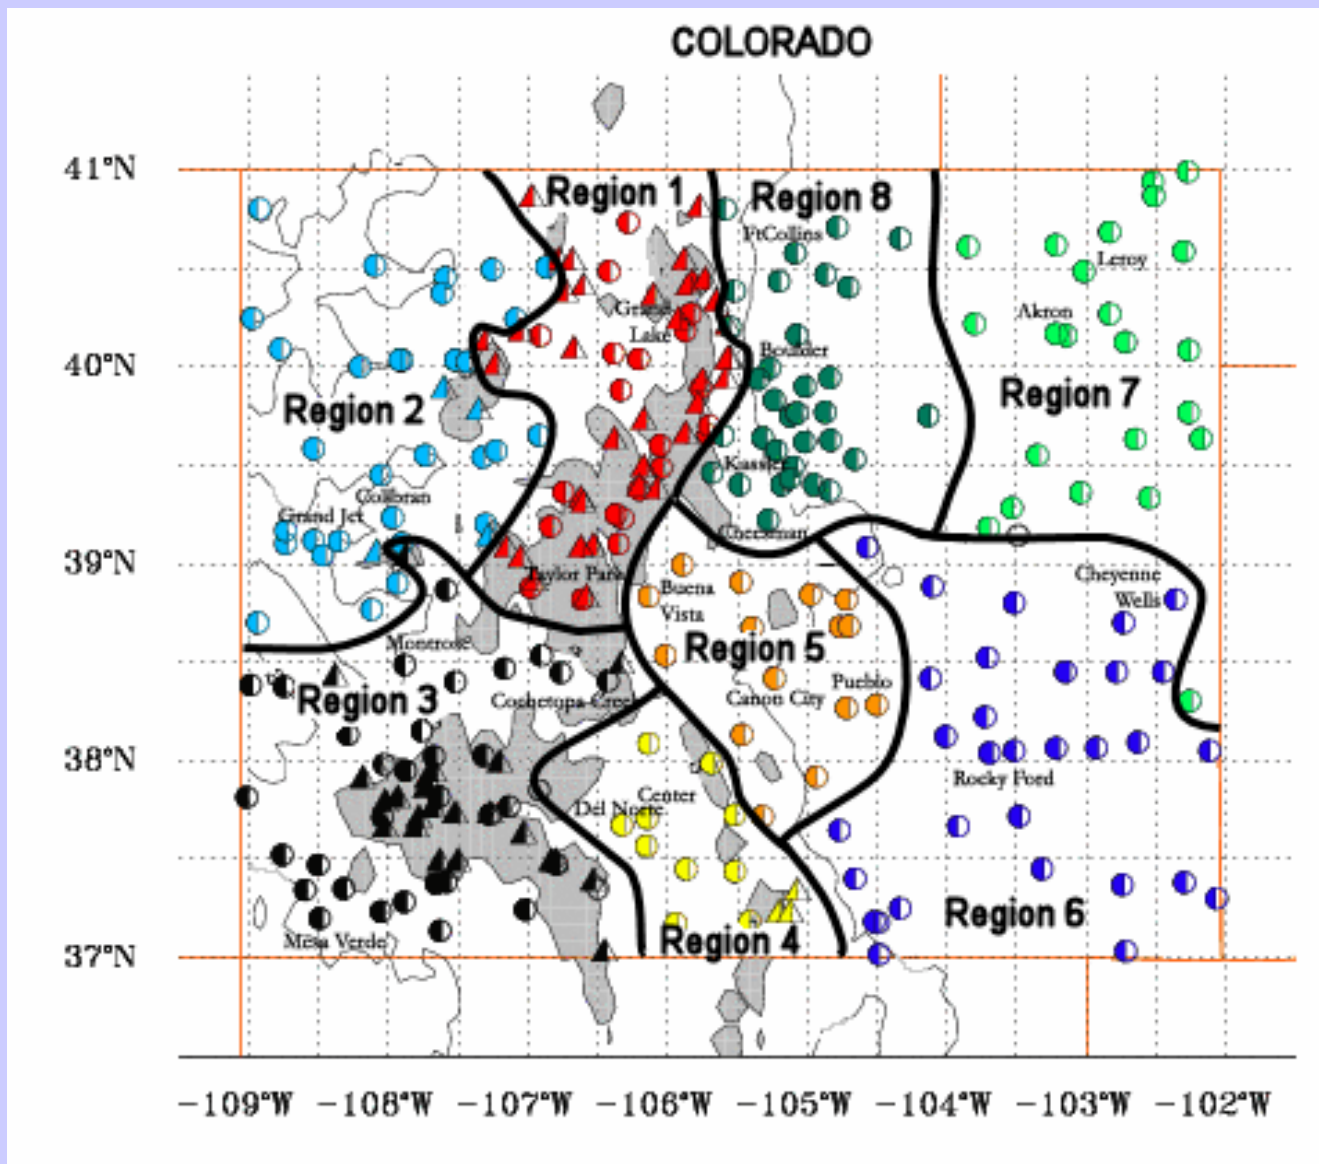 COLORADO
41°N
Region 1
Region 8
FtCollins
Leroy
Grand
Lake
Akron
40°N
Boulder
Region 2
Region 7
Kassler
Collbran
Grand Jct
Cheesman
39°N
Taylor Park
Buena
Vista
Cheyenne
Wells
Montrose
Region 5
Region 3
Cochetopa Creek
Canon City
Pueblo
38°N
Rocky Ford
Center
Del Norte
Region 6
Mesa Verde
Region 4
37°N
-109°W -108°W -107°W -106°W -105°W -104°W -103°W -102°W